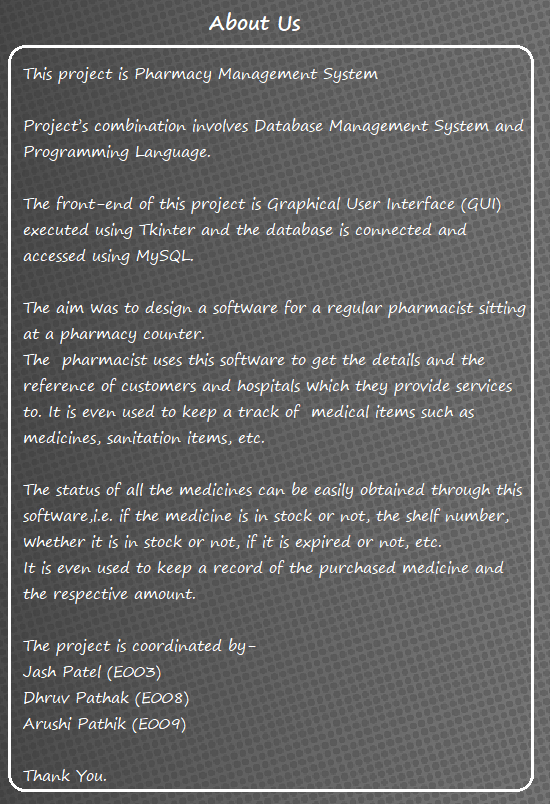 About Us
This project is Pharmacy Management System
Project's combination involves Database Management System and
Programming Language.
The front-end of this project is Graphical User Interface (GUI)
executed using Tkinter and the database is connected and
accessed using MySQL.
The aim was to design a software for a regular pharmacist sitting
at a pharmacy counter.
The  pharmacist uses this software to get the details and the
reference of customers and hospitals which they provide services
to. It is even used to keep a track of  medical items such as
medicines, sanitation items, etc.
The status of all the medicines can be easily obtained through this
software,i.e. if the medicine is in stock or not, the shelf number,
whether it is in stock or not, if it is expired or not, etc.
It is even used to keep a record of the purchased medicine and
the respective amount.
The project is coordinated by-
Jash Patel (E003)
Dhruv Pathak (E008)
Arushi Pathik (E009)
Thank You.